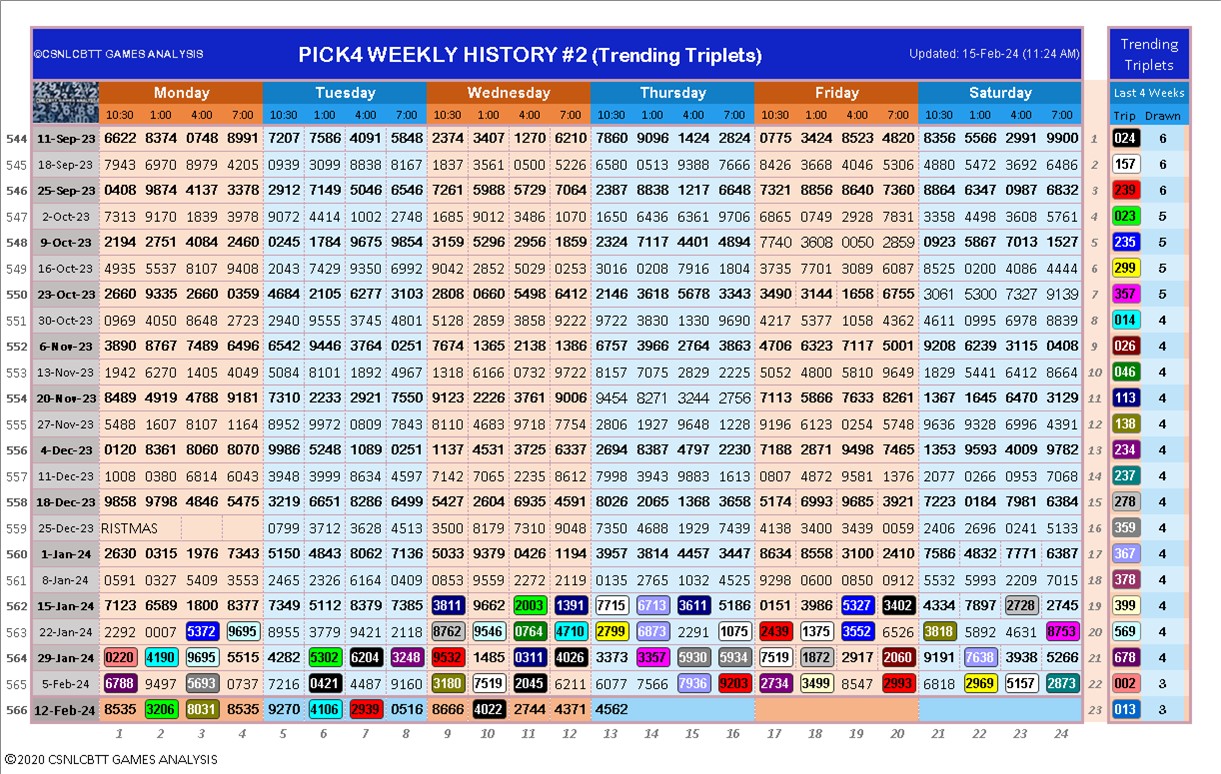 ©CSNLCBTT GAMES ANALYSIS PICK4 WEEKLY HISTORY #2 (Trending Triplets) Updated: 15-Feb-24 (11:24 AM) Trending Triplets
Monday Tuesday Wednesday Thursday Friday Saturday Last 4 Weeks
10:30 1:00 4:00 7:00 10:30 1:00 4:00 7:00 10:30 1:00 4:00 7:00 10:30 1:00 4:00 7:00 10:30 1:00 4:00 7:00 10:30 1:00 4:00 7:00 Trip Drawn
544 11-Sep-23 6622 8374 0748 8991 7207 7586 4091 5848 2374 3407 1270 6210 7860 9096 1424 2824 0775 3424 8523 4820 8356 5566 2991 9900 1 024 6
545 18-Sep-23 7943 6970 8979 4205 0939 3099 8838 8167 1837 3561 0500 5226 6580 0513 9385 7666 8426 3668 4046 5306 4880 5472 3692 6486 2 157 6
546 25-Sep-23 0408 9874 4137 3378 2912 7149 5046 6546 7261 5988 5729 7064 2387 8838 1217 6648 7321 8856 8640 7360 8864 6347 0987 6832 3 239 6
547 2-Oct-23 7313 9170 1839 3978 9072 4414 1002 2748 1685 9012 3486 1070 1650 6436 6361 9706 6865 0749 2928 7831 3358 4498 3608 5761 4 023 5
548 9-Oct-23 2194 2751 4084 2460 0245 1784 9675 9854 3159 5296 2956 1859 2324 7117 4401 4894 7740 3608 0050 2859 0923 5867 7013 1527 5 235 5
549 16-Oct-23 4935 5537 8107 9408 2043 7429 9350 6992 9042 2852 5029 0253 3016 0208 7916 1804 3735 7701 3089 6087 8525 0200 4086 4444 6 299 5
550 23-Oct-23 2660 9335 2660 0359 4684 2105 6277 3103 2808 0660 5498 6412 2146 3618 5678 3343 3490 3144 1658 6755 3061 5300 7327 9139 7 357 5
551 30-Oct-23 0969 4050 8648 2723 2940 9555 3745 4801 5128 2859 3858 9222 9722 3830 1330 9690 4217 5377 1058 4362 4611 0995 6978 8839 8 014 4
552 6-Nov-23 3890 8767 7489 6496 6542 9446 3764 0251 7674 1365 2138 1386 6757 3966 2764 3863 4706 6323 7117 5001 9208 6239 3115 0408 9 026 4
553 13-Nov-23 1942 6270 1405 4049 5084 8101 1892 4967 1318 6166 0732 9722 8157 7075 2829 2225 5052 4800 5810 9649 1829 5441 6412 8664 10 046 4
554 20-Nov-23 8489 4919 4788 9181 7310 2233 2921 7550 9123 2226 3761 9006 9454 8271 3244 2756 7113 5866 7633 8261 1367 1645 6470 3129 11 113 4
555 27-Nov-23 5488 1607 8107 1164 8952 9972 0809 7843 8110 4683 9718 7754 2806 1927 9648 1228 9196 6123 0254 5748 9636 9328 6996 4391 12 138 4
556 4-Dec-23 0120 8361 8060 8070 9986 5248 1089 0251 1137 4531 3725 6337 2694 8387 4797 2230 7188 2871 9498 7465 1353 9593 4009 9782 13 234 4
557 11-Dec-23 1008 0380 6814 6043 3948 3999 8634 4597 1442 7065 2235 8612 7998 3943 9883 1613 0807 4872 9581 1376 2077 0266 0953 7068 14 237 4
558 18-Dec-23 9858 9798 4846 5475 3219 6651 8286 6499 5427 2604 6935 4591 8026 2065 1368 3658 5174 6993 9685 3921 7223 0184 7981 6384 15 278 4
559 25-Dec-23 RISTMAS 0799 3712 3628 4513 3500 8179 7310 9048 7350 4688 1929 7439 4138 3400 3439 0059 2406 2696 0241 5133 16 359 4
560 1-Jan-24 2630 0315 1976 7343 5150 4843 8062 7136 5033 9379 0426 1194 3957 3814 4457 3447 8634 8558 3100 2410 7586 4832 7771 6387 17 367 4
561 8-Jan-24 0591 0327 5409 3553 2465 2326 6164 0409 0853 9559 2272 2119 0135 2765 1032 4525 9298 0600 0850 0912 5532 5993 2209 7015 18 378 4
562 15-Jan-24 7123 6589 1800 8377 7349 5112 8379 7385 3811 9662 2003 1391 7715 6713 3611 5186 0151 3986 5327 3402 4334 7897 2728 2745 19 399 4
563 22-Jan-24 2292 0007 5372 9695 8955 3779 9431 2118 8762 9546 0764 4710 2799 6873 2291 1075 2439 1375 3552 6526 3818 5892 4631 8753 20 569 4
564 29-Jan-24 0220 4190 9695 5515 4282 5302 6204 3248 9532 1485 0311 4026 3373 3357 5930 5934 7519 1872 2917 2060 9191 7638 3938 5266 21 678 4
565 5-Feb-24 6788 9497 5693 0737 7216 0421 4487 9160 3180 7519 2045 6211 6077 7566 7936 9203 2734 3499 8547 2993 6818 2969 5157 2873 22 002 3
566 12-Feb-24 8535 3206 8031 8535 9270 4106 2939 0516 8666 4022 2744 4371 4562 23 013 3
1 2 3 4 5 6 7 8 9 10 11 12 13 14 15 16 17 18 19 20 21 22 23 24
©2020 CSNLCBTT GAMES ANALYSIS